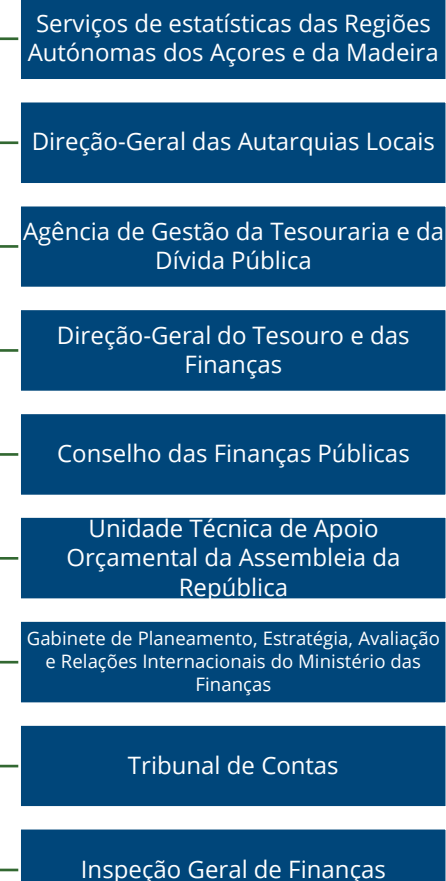 Serviços de estatísticas das Regiões
Autónomas dos Açores e da Madeira
Direção-Geral das Autarquias Locais
Agência de Gestão da Tesouraria e da
Dívida Pública
Direção-Geral do Tesouro e das
Finanças
Conselho das Finanças Públicas
Unidade Técnica de Apoio
Orçamental da Assembleia da
República
Gabinete de Planeamento, Estratégia, Avaliação
e Relações Internacionais do Ministério das
Finanças
Tribunal de Contas
Inspeção Geral de Finanças